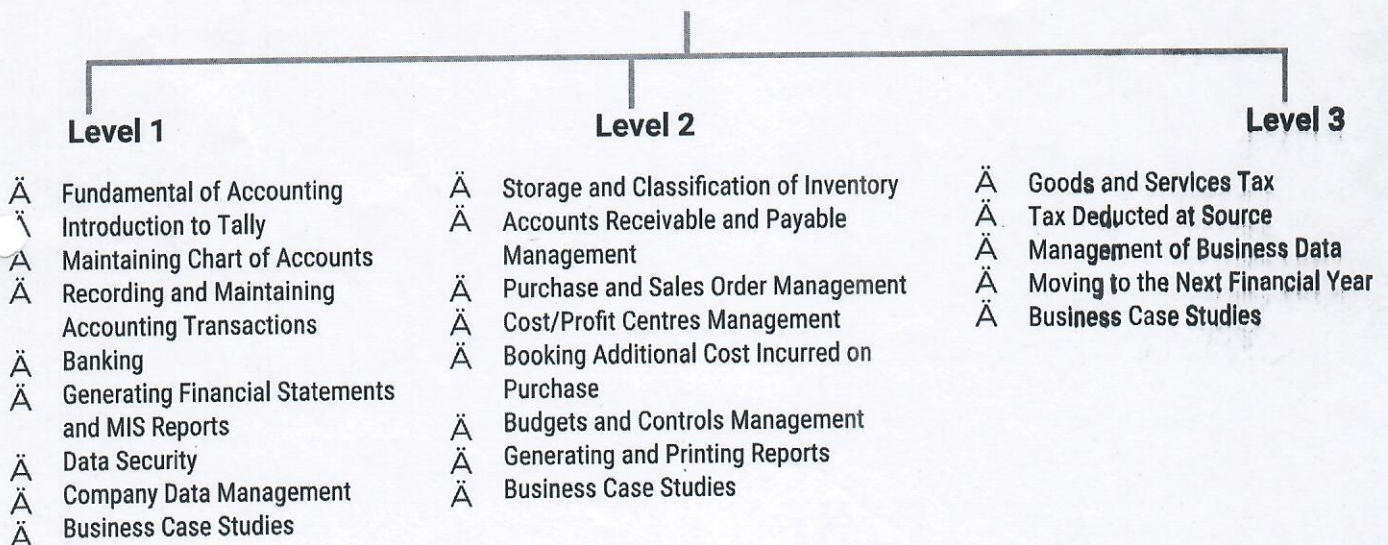 Level 1
Ä Fundamental of Accounting
Ä Introduction to Tally
Ä Maintaining Chart of Accounts
Ä Recording and Maintaining
Accounting Transactions
Ä Banking
Ä Generating Financial Statements
and MIS Reports
Ä Data Security
Ä Company Data Management
Ä Business Case Studies
Level 2
Ä Storage and Classification of Inventory
Ä Accounts Receivable and Payable
Management
Ä Purchase and Sales Order Management
Ä Cost/Profit Centres Management
Ä Booking Additional Cost Incurred on
Purchase
Ä Budgets and Controls Management
Ä Generating and Printing Reports
Ä Business Case Studies
Level 3
Ä Goods and Services Tax
Ä Tax Deducted at Source
Ä Management of Business Data
Ä Moving to the Next Financial Year
Ä Business Case Studies